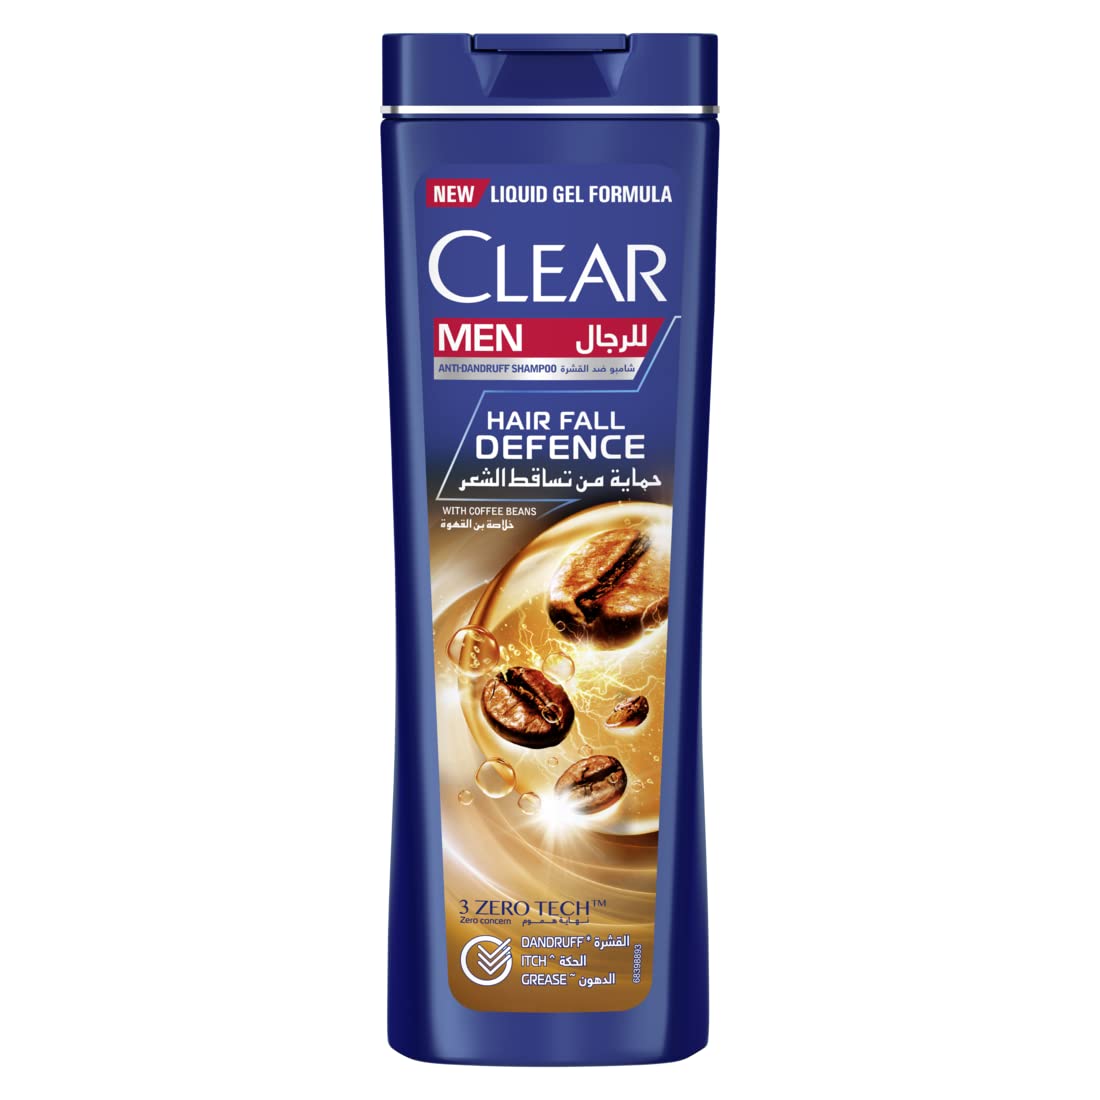 NEW LIQUID GEL FORMULA
CLEAR
MEN للرجال
ANTI-DANDRUFF SHAMPOO شامبو ضد القشرة
HAIR FALL
DEFENCE
حماية من تساقط الشعر
WITH COFFEE BEANS
خلاصة بن القهوة
3 ZERO TECH™
Zero concern نهاية هموم
DANDRUFF* القشرة
ITCH^ الحكة
GREASE~ الدهون
68398893